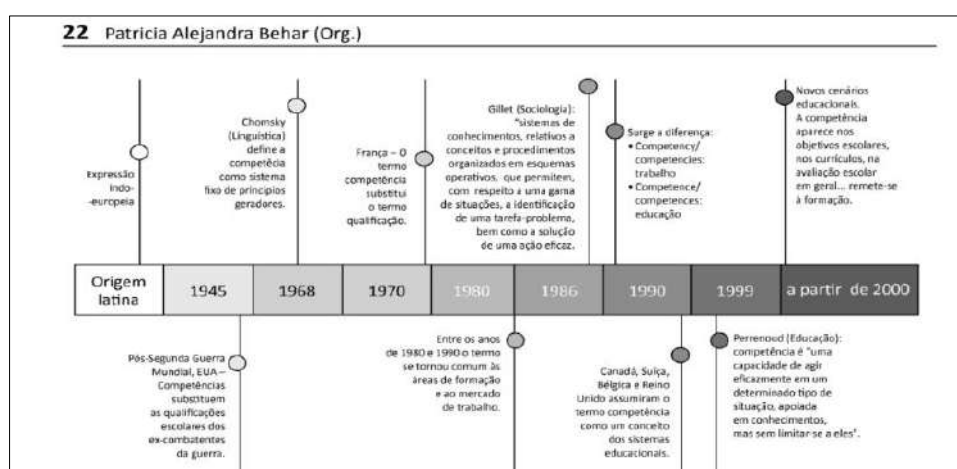 22 Patricia Alejandra Behar (Org.)
Expressão
indo-
-europeia
Chomsky
(Linguística)
define a
competêcia
como sistema
fixo de princípios
geradores.
França – O
termo
competência
substitui
o termo
qualificação.
Gillet (Sociologia):
"sistemas de
conhecimentos, relativos a
conceitos e procedimentos
organizados em esquemas
operativos, que permitem,
com respeito a uma gama
de situações, a identificação
de uma tarefa-problema,
bem como a solução
de uma ação eficaz.
Surge a diferença:
• Competency/
competencies:
trabalho
• Competence/
competences:
educação
Novos cenários
educacionais.
A competência
aparece nos
objetivos escolares,
nos currículos, na
avaliação escolar
em geral... remete-se
à formação.
Origem
latina
1945
1968
1970
1980
1986
1990
1999
a partir de 2000
Pós-Segunda Guerra
Mundial, EUA –
Competências
substituem
as qualificações
escolares dos
ex-combatentes
da guerra.
Entre os anos
de 1980 e 1990 o termo
se tornou comum às
áreas de formação
e ao mercado
de trabalho.
Canadá, Suíça,
Bélgica e Reino
Unido assumiram o
termo competência
como um conceito
dos sistemas
educacionais.
Perrenoud (Educação):
competência é "uma
capacidade de agir
eficazmente em um
determinado tipo de
situação, apoiada
em conhecimentos,
mas sem limitar-se a eles".